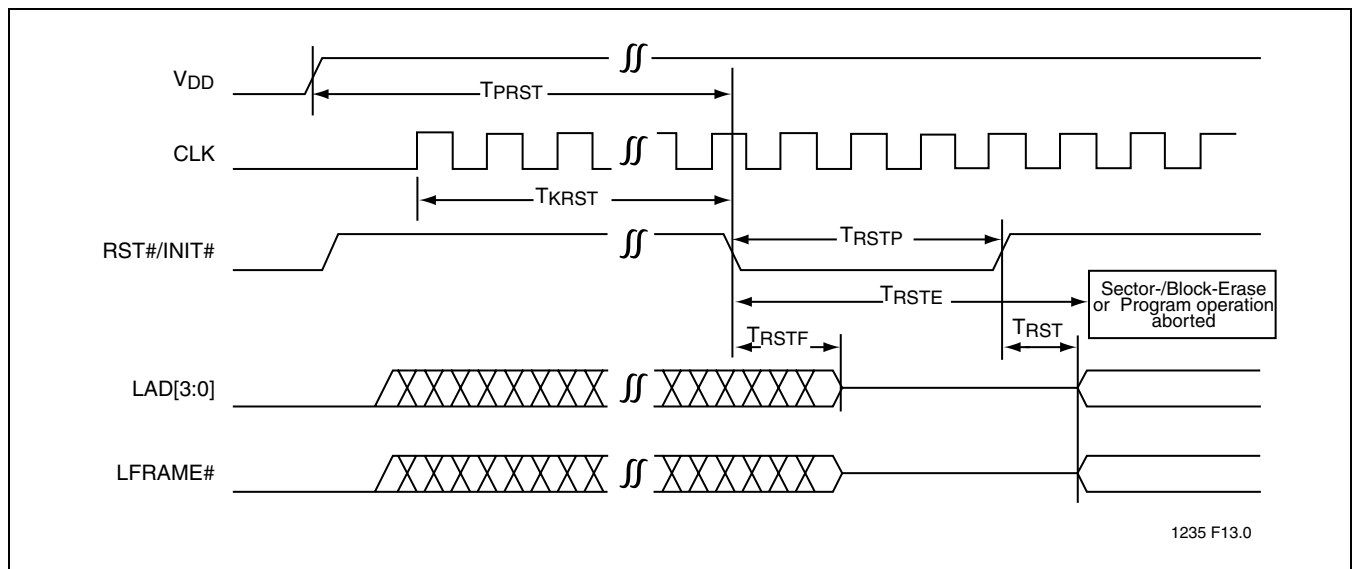 VDD
TPRST
CLK
TKRST
RST#/INIT#
TRSTP
TRSTE
Sector-/Block-Erase
or Program operation
aborted
TRSTF
TRST
LAD[3:0]
LFRAME#
1235 F13.0